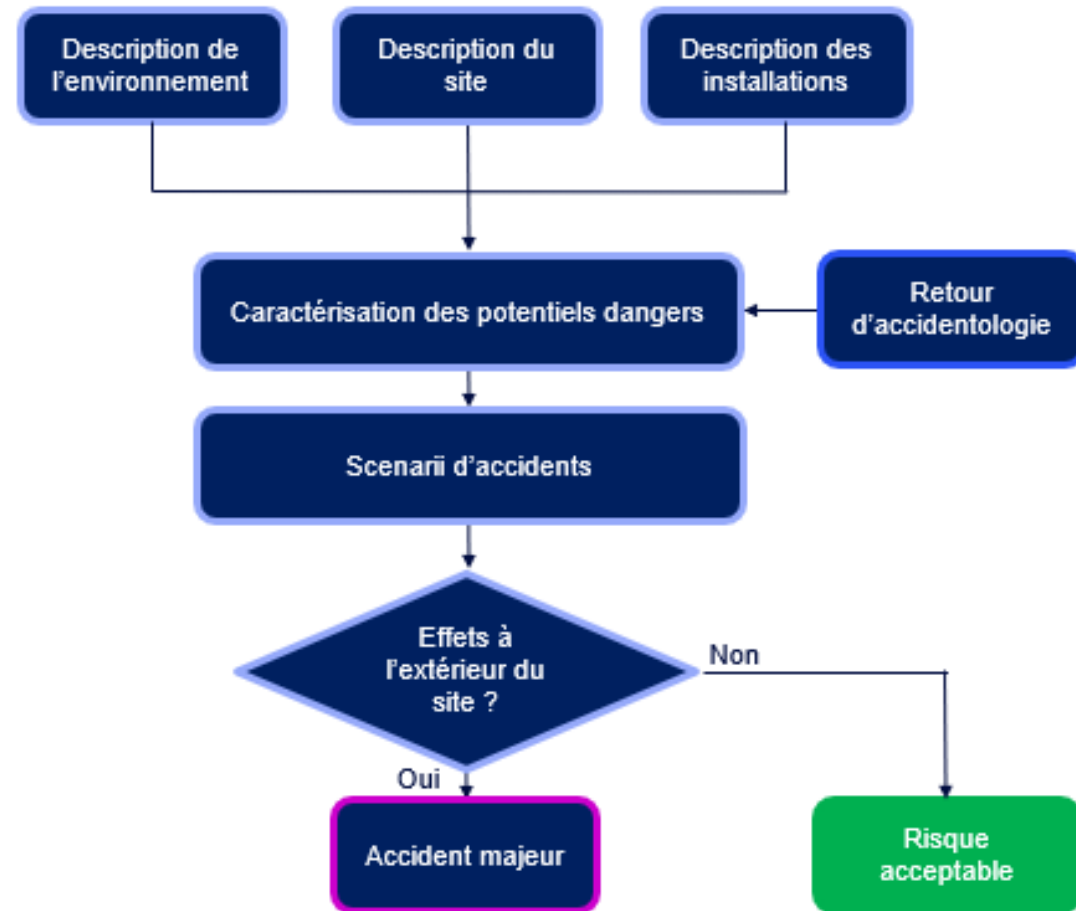 Description de
l'environnement
Description du
site
Description des
installations
Caractérisation des potentiels dangers
Retour
d'accidentologie
Scenarii d'accidents
Effets à
l'extérieur du
site ?
Non
Oui
Accident majeur
Risque
acceptable